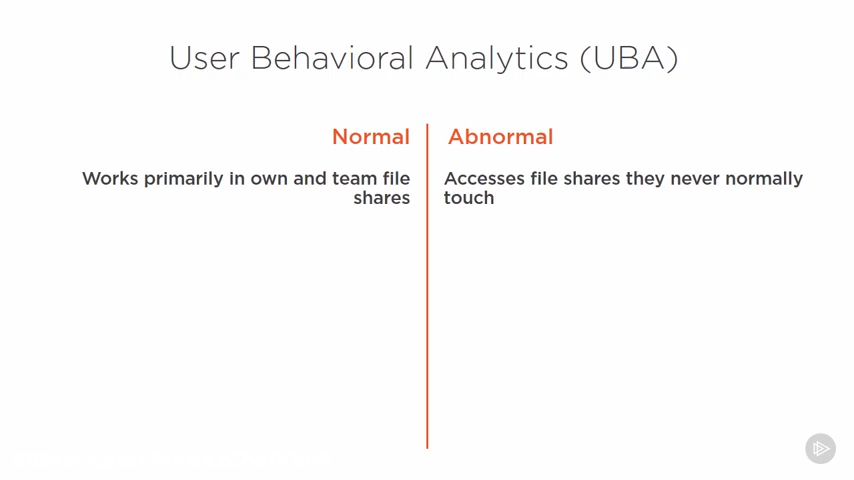 User Behavioral Analytics (UBA)
Normal
Works primarily in own and team file
shares
Abnormal
Accesses file shares they never normally
touch